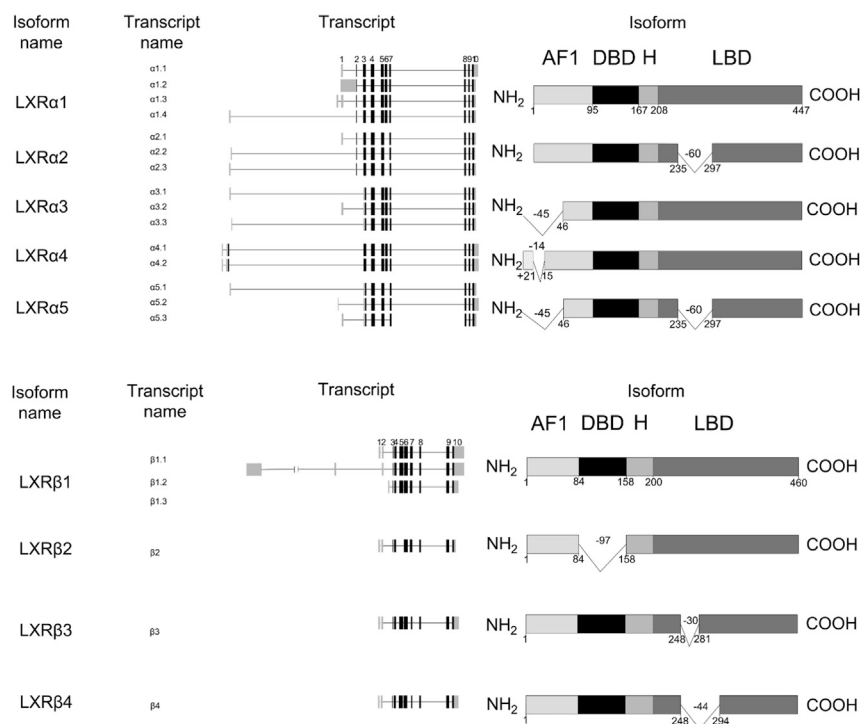 Isoform name Transcript name Transcript Isoform
1 2 3 4 5 6 7 8 9 1 0
AF1 DBD H LBD
LXRα1
α1.1
α1.2
α1.3
α1.4
NH2 COOH
1 95 167 208 447
LXRα2
α2.1
α2.2
α2.3
NH2 -60 COOH
235 297
LXRα3
α3.1
α3.2
α3.3
NH2 -45 COOH
46
LXRα4
α4.1
α4.2
-14
NH2 COOH
+21 15
LXRα5
α5.1
α5.2
α5.3
NH2 -45 -60 COOH
46 235 297
Isoform name Transcript name Transcript Isoform
12 3 4 5 6 7 8 9 10
AF1 DBD H LBD
LXRβ1
β1.1
β1.2
β1.3
NH2 COOH
1 84 158 200 460
LXRβ2 β2 NH2 -97 COOH
1 84 158
LXRβ3 β3 NH2 -30 COOH
1 248 281
LXRβ4 β4 NH2 -44 COOH
1 248 294